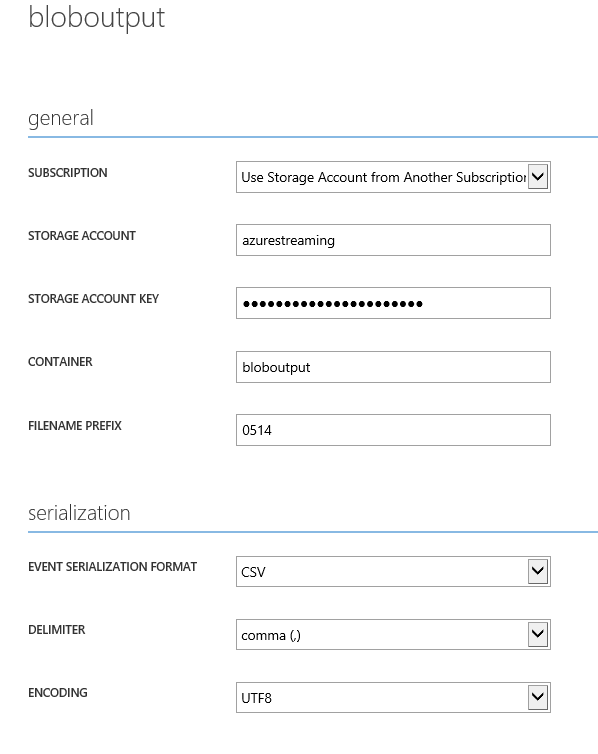 bloboutput
general
SUBSCRIPTION Use Storage Account from Another Subscription
STORAGE ACCOUNT azurestreaming
STORAGE ACCOUNT KEY ●●●●●●●●●●●●●●●●●●●●●●
CONTAINER bloboutput
FILENAME PREFIX 0514
serialization
EVENT SERIALIZATION FORMAT CSV
DELIMITER comma (,)
ENCODING UTF8